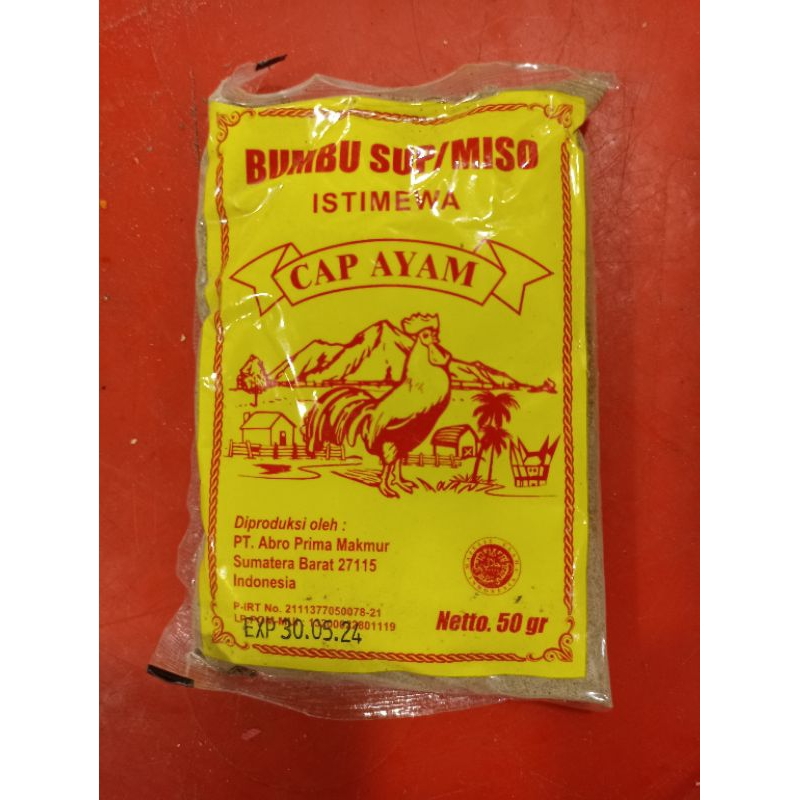 BUMBU SUP/MISO
ISTIMEWA
CAP AYAM
Diproduksi oleh :
PT. Abro Prima Makmur
Sumatera Barat 27115
Indonesia
P-IRT No. 2111377050078-21
EXP 30.05.24
Netto. 50 gr